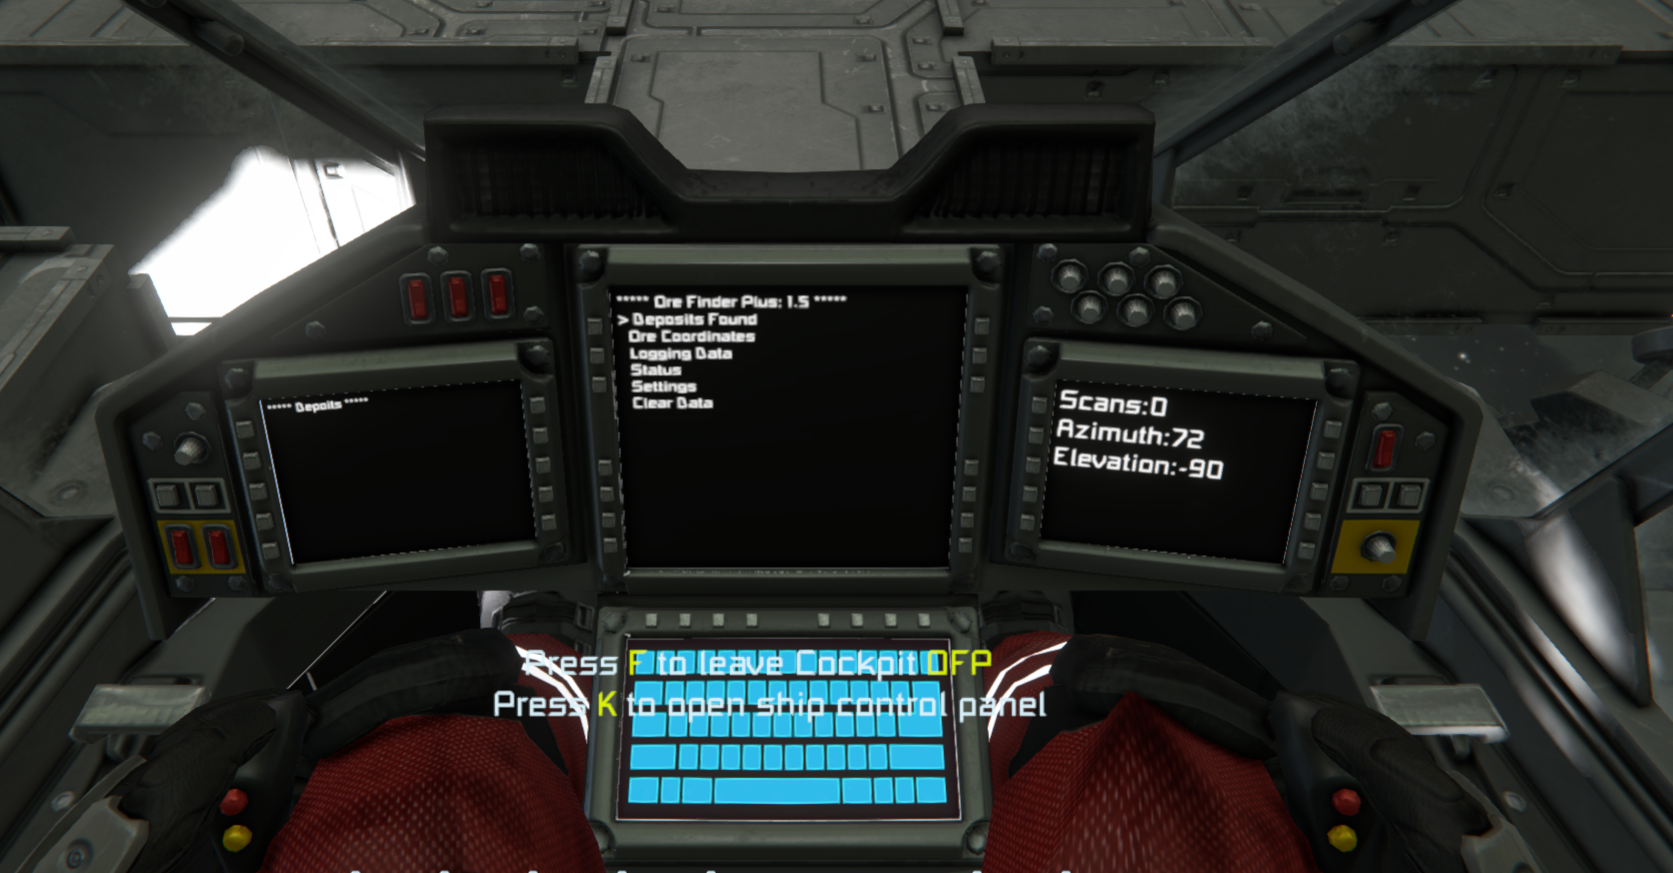 ***** Ore Finder Plus: 1.5 *****
> Deposits Found
Ore Coordinates
Logging Data
Status
Settings
Clear Data
***** Depoits *****
Scans:0
Azimuth:72
Elevation:-90
Press F to leave Cockpit OFP
Press K to open ship control panel